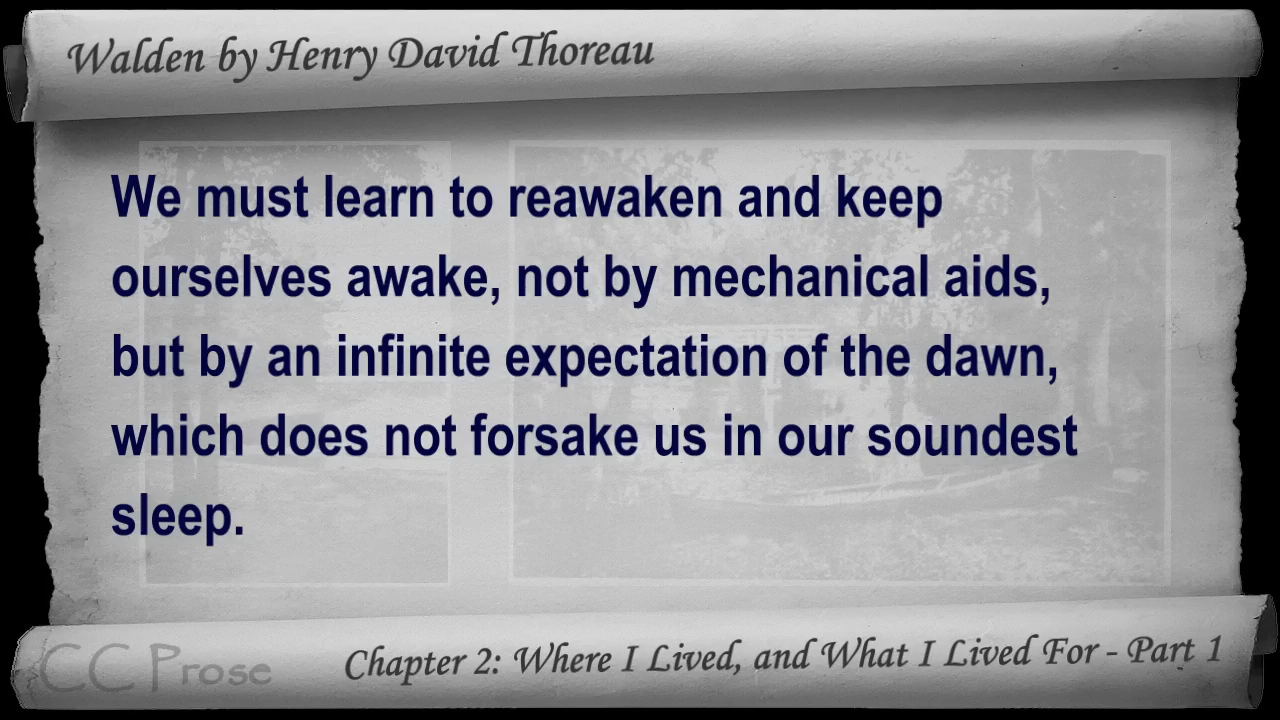 Walden by Henry David Thoreau
We must learn to reawaken and keep
ourselves awake, not by mechanical aids,
but by an infinite expectation of the dawn,
which does not forsake us in our soundest
sleep.
CC Prose
Chapter 2: Where I Lived, and What I Lived For - Part 1